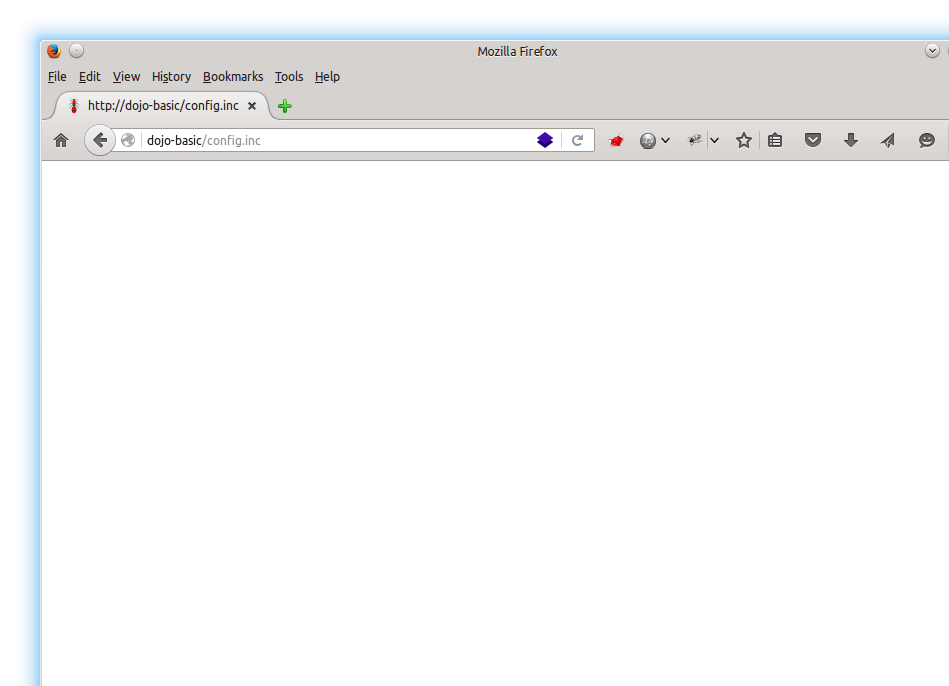 Mozilla Firefox
File Edit View History Bookmarks Tools Help
http://dojo-basic/config.inc
dojo-basic/config.inc